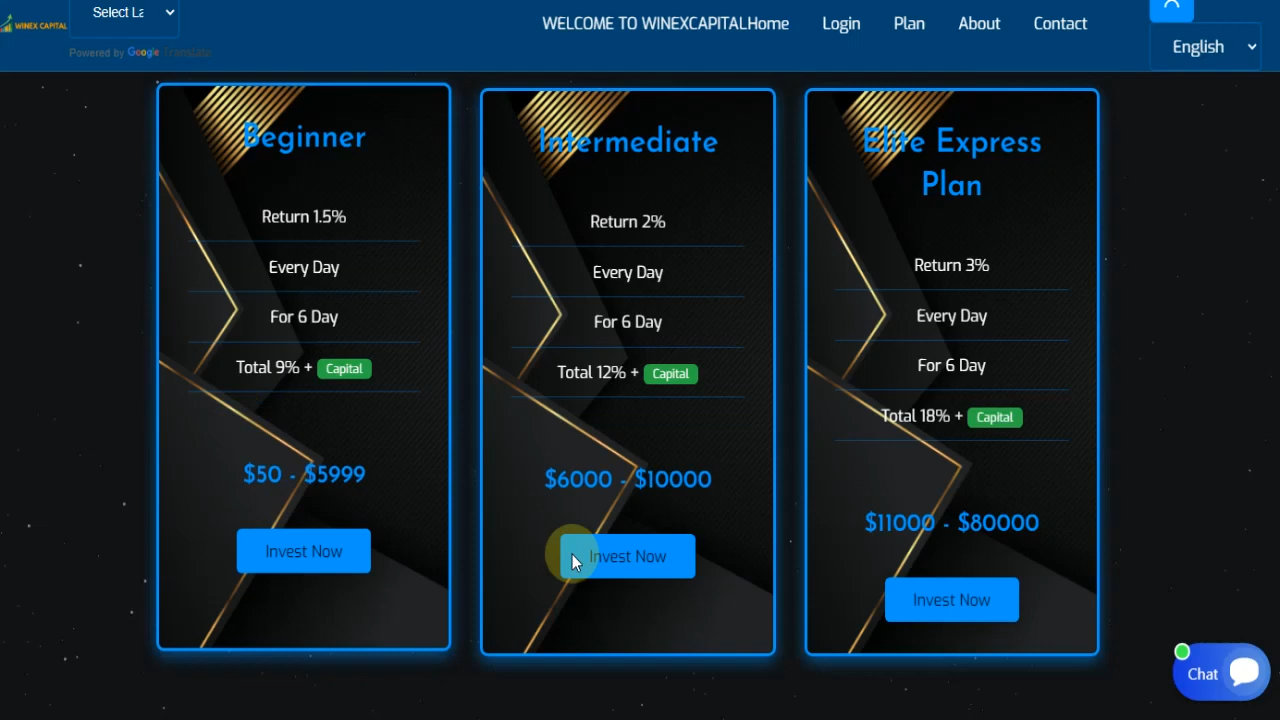 WINEX CAPITAL
Select La
Powered by Google Translate
WELCOME TO WINEXCAPITALHome
Login
Plan
About
Contact
English
Beginner
Return 1.5%
Every Day
For 6 Day
Total 9% + Capital
$50 - $5999
Invest Now
Intermediate
Return 2%
Every Day
For 6 Day
Total 12% + Capital
$6000 - $10000
Invest Now
Elite Express
Plan
Return 3%
Every Day
For 6 Day
Total 18% + Capital
$11000 - $80000
Invest Now
Chat